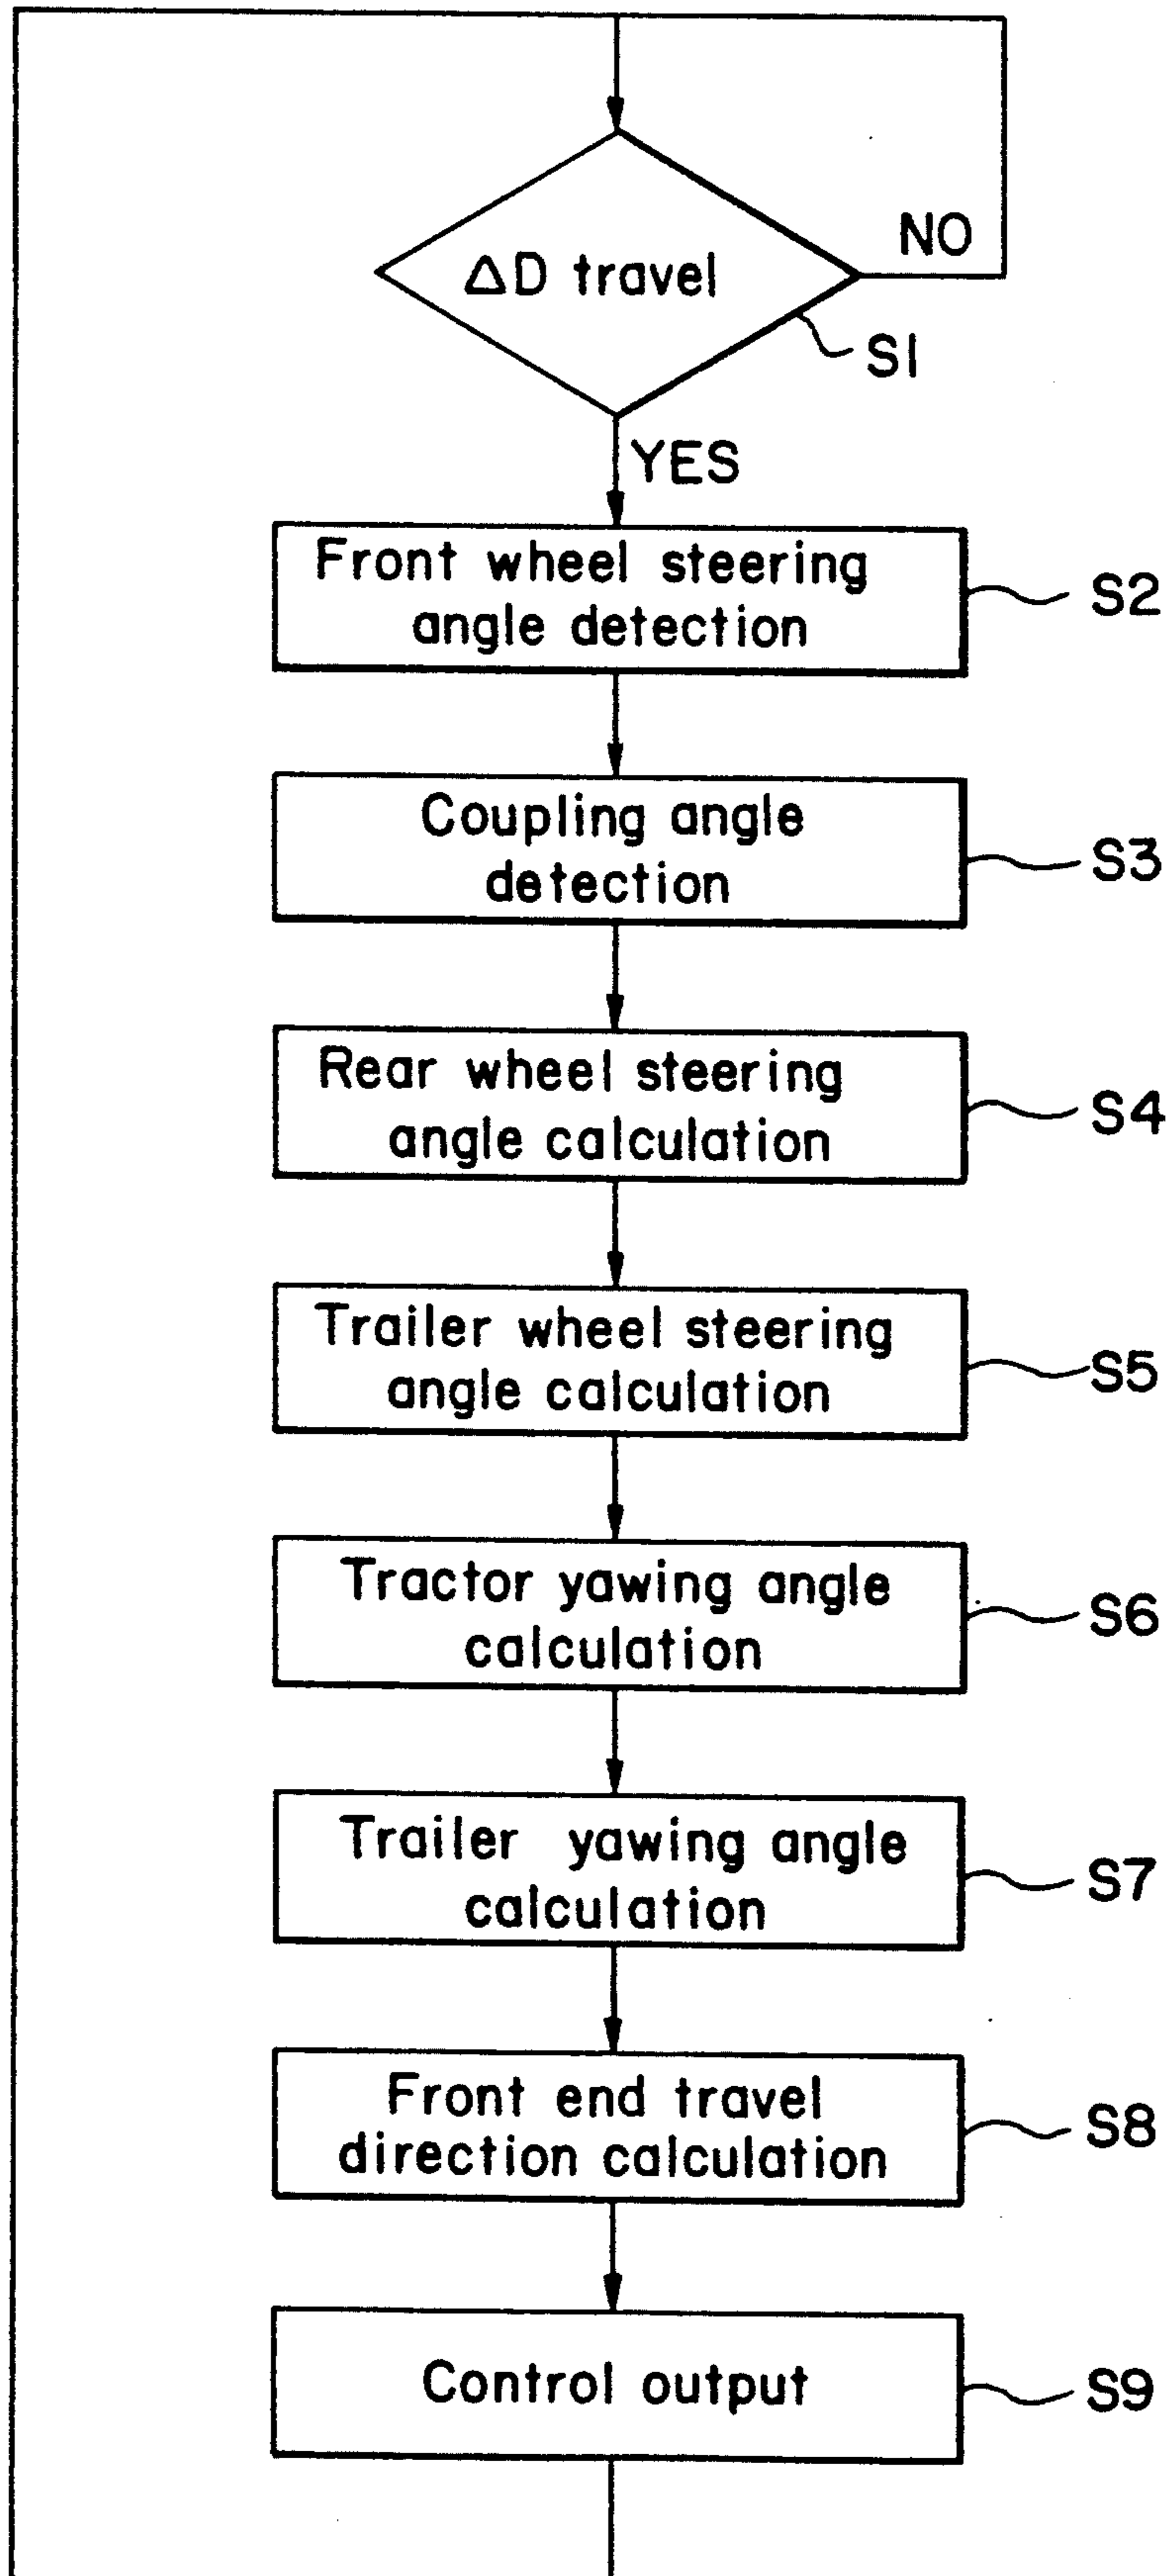 NO
ΔD travel
S1
YES
Front wheel steering
angle detection
S2
Coupling angle
detection
S3
Rear wheel steering
angle calculation
S4
Trailer wheel steering
angle calculation
S5
Tractor yawing angle
calculation
S6
Trailer yawing angle
calculation
S7
Front end travel
direction calculation
S8
Control output
S9